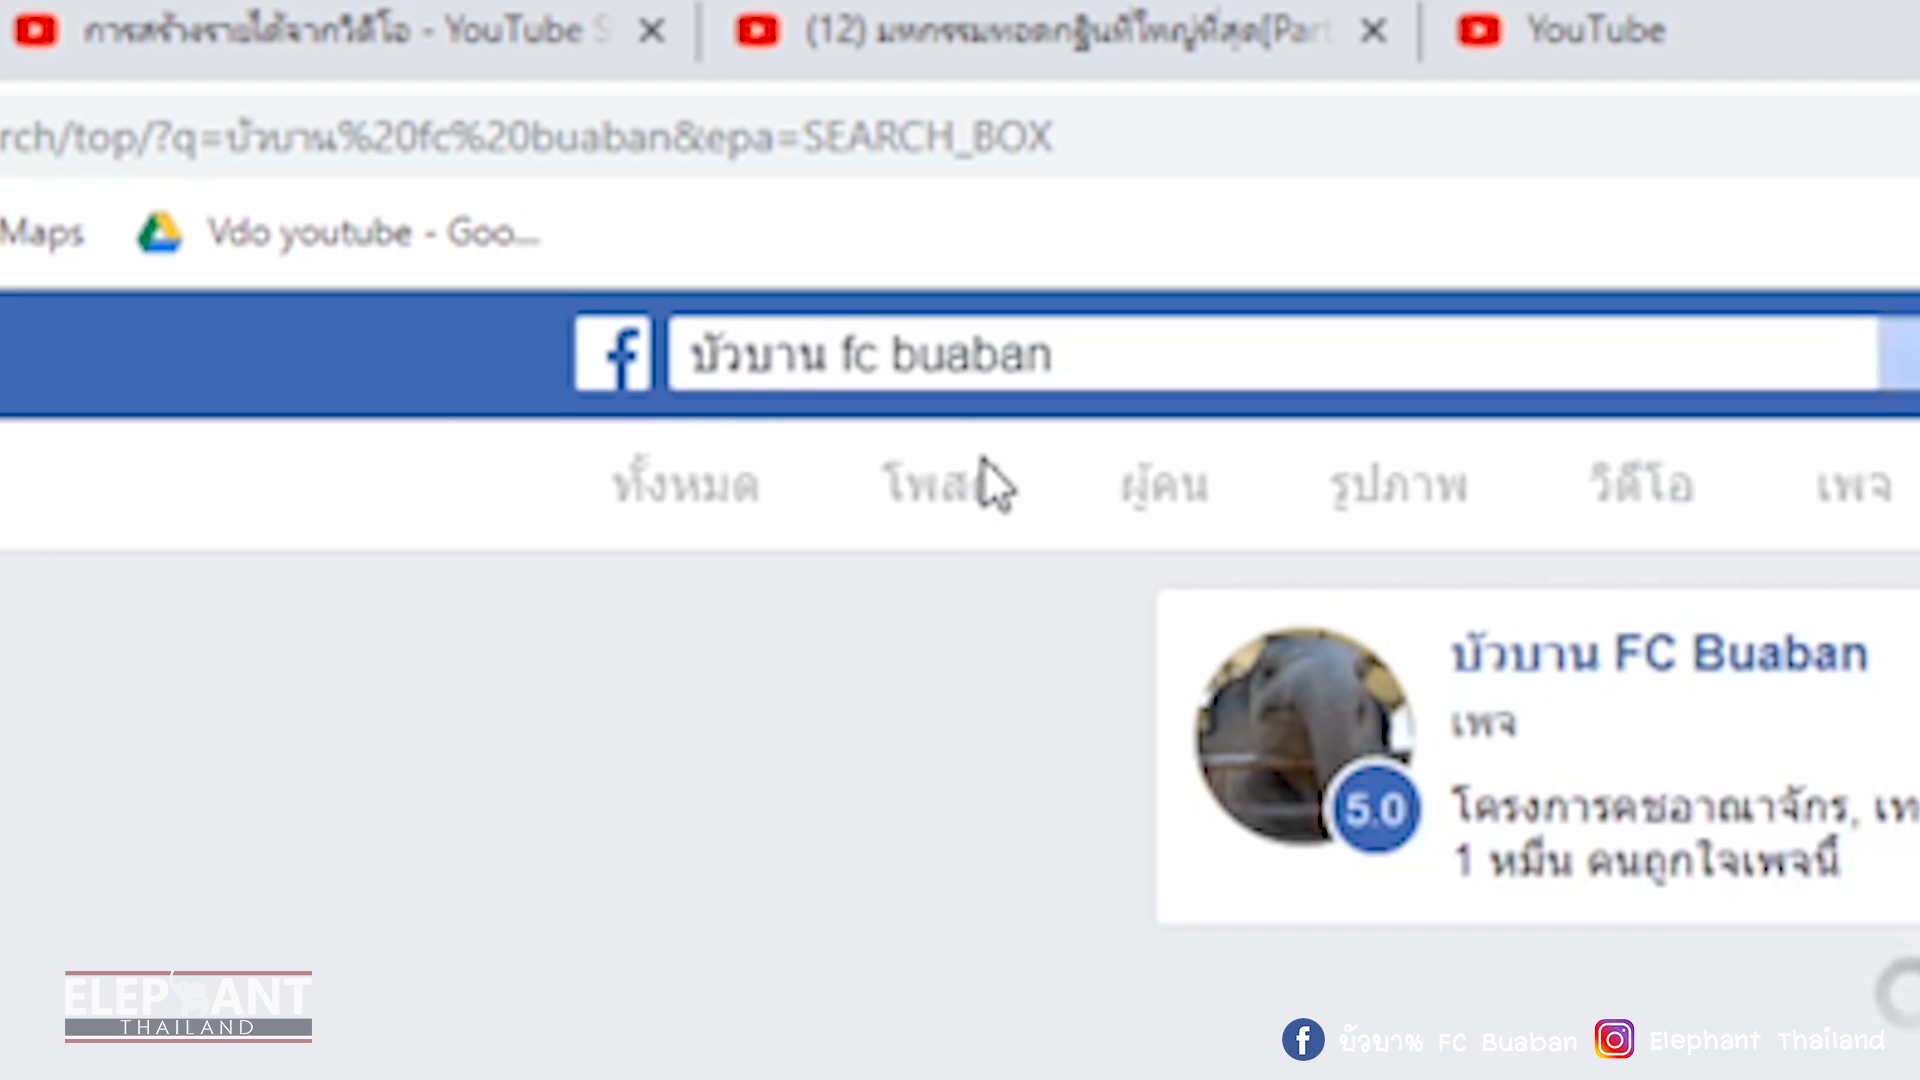 การสร้างรายได้จากวิดีโอ - YouTube S
(12) มหกรรมทอดกฐินที่ใหญ่ที่สุด[Part
YouTube
rch/top/?q=บัวบาน%20fc%20buaban&epa=SEARCH_BOX
Maps
Vdo youtube - Goo...
บัวบาน fc buaban
ทั้งหมด
ผู้คน
รูปภาพ
วิดีโอ
เพจ
บัวบาน FC Buaban
เพจ
5.0
โครงการคชอาณาจักร, เท
1 หมื่น คนถูกใจเพจนี้
ELEPHANT
THAILAND
บัวบาน FC Buaban
Elephant Thailand